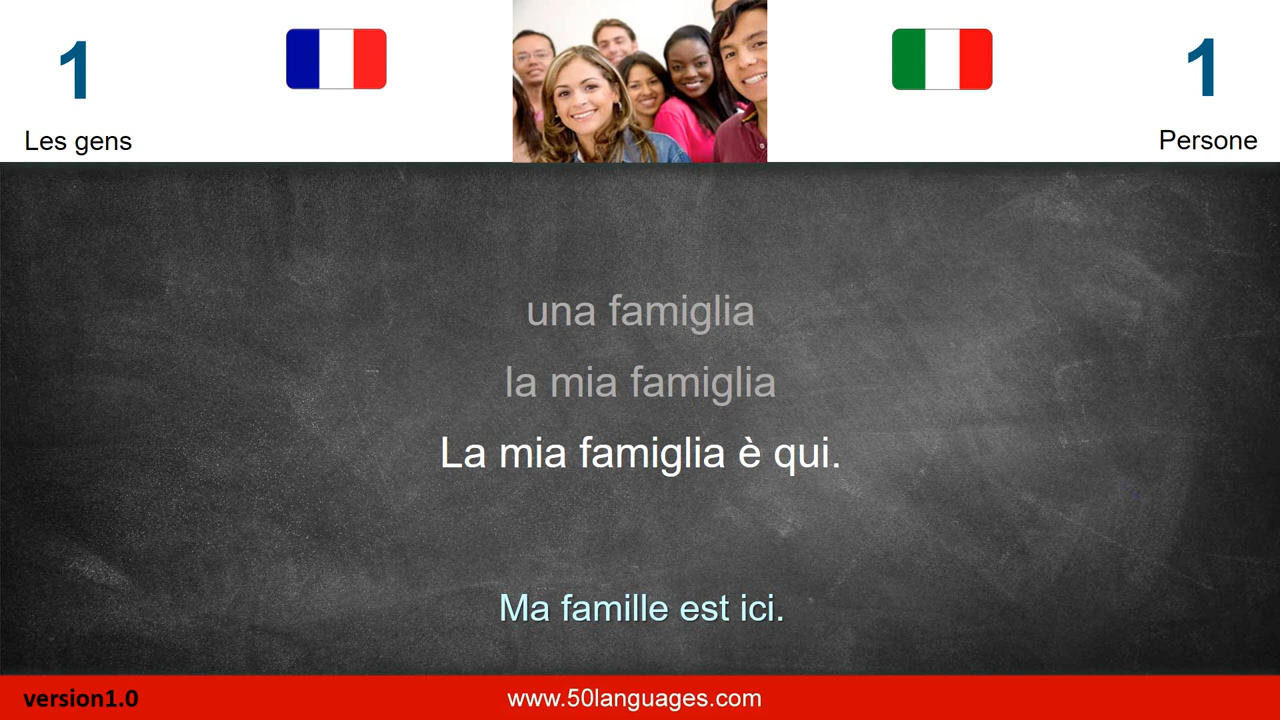 1
1
Les gens
Persone
una famiglia
la mia famiglia
La mia famiglia è qui.
Ma famille est ici.
version1.0
www.50languages.com